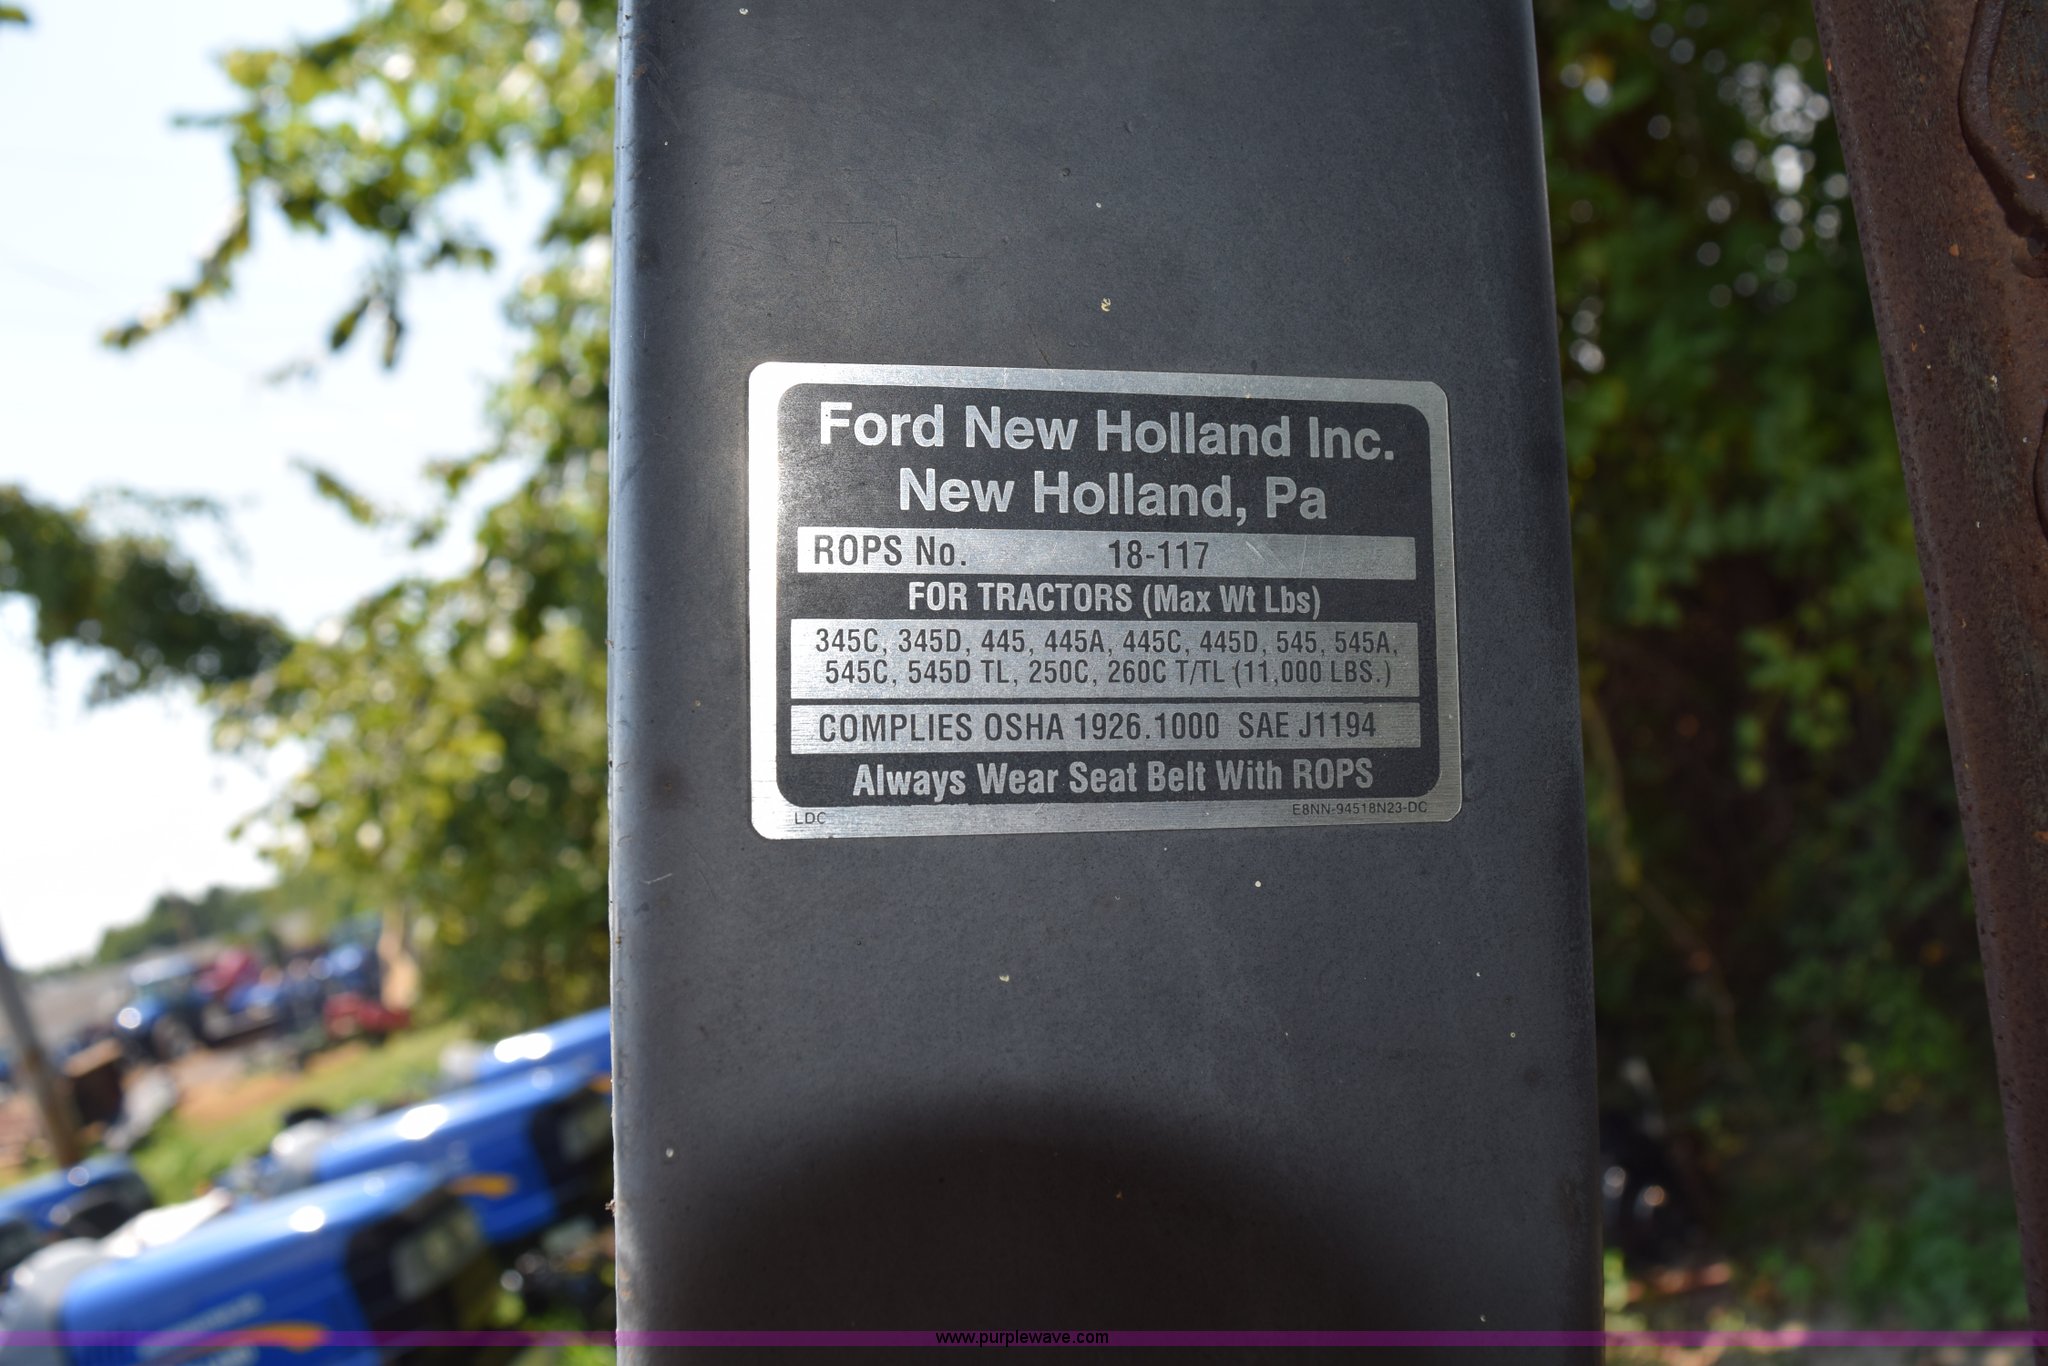 Ford New Holland Inc.
New Holland, Pa
ROPS No. 18-117
FOR TRACTORS (Max Wt Lbs)
345C, 345D, 445, 445A, 445C, 445D, 545, 545A,
545C, 545D TL, 250C, 260C T/TL (11,000 LBS.)
COMPLIES OSHA 1926.1000 SAE J1194
Always Wear Seat Belt With ROPS
LDC E8NN-94518N23-DC
www.purplewave.com